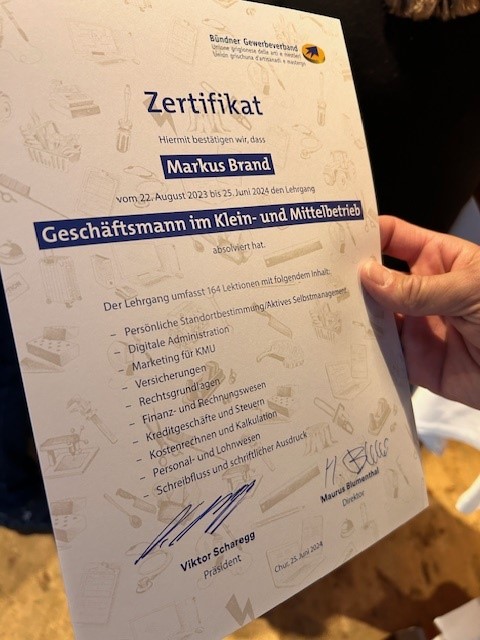 Bündner Gewerbeverband
Unione grigionese delle arti e mestieri
Uniun grischuna d'artisanadi e mastergn
Zertifikat
Hiermit bestätigen wir, dass
Markus Brand
vom 22. August 2023 bis 25. Juni 2024 den Lehrgang
Geschäftsmann im Klein- und Mittelbetrieb
absolviert hat.
Der Lehrgang umfasst 164 Lektionen mit folgendem Inhalt:
– Persönliche Standortbestimmung/Aktives Selbstmanagement
– Digitale Administration
– Marketing für KMU
– Versicherungen
– Rechtsgrundlagen
– Finanz- und Rechnungswesen
– Kreditgeschäfte und Steuern
– Kostenrechnen und Kalkulation
– Personal- und Lohnwesen
– Schreibfluss und schriftlicher Ausdruck
Viktor Scharegg
Präsident
Maurus Blumenthal
Direktor
Chur, 25. Juni 2024